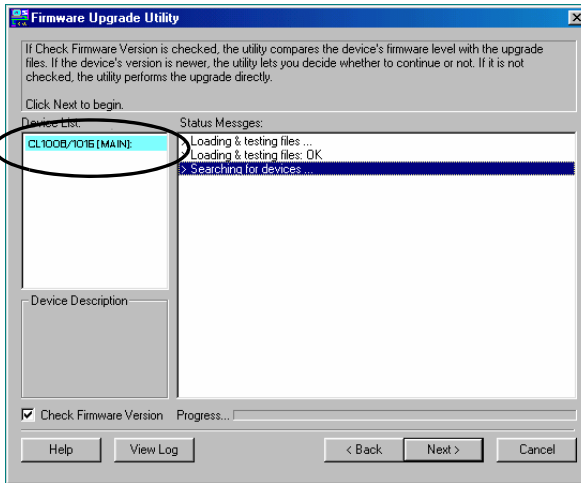 Firmware Upgrade Utility
If Check Firmware Version is checked, the utility compares the device's firmware level with the upgrade
files. If the device's version is newer, the utility lets you decide whether to continue or not. If it is not
checked, the utility performs the upgrade directly.
Click Next to begin.
Device List:
Status Messges:
CL1008/1016 [MAIN]:
> Loading & testing files ...
Loading & testing files: OK
> Searching for devices ...
Device Description
Check Firmware Version
Progress...
Help
View Log
< Back
Next >
Cancel